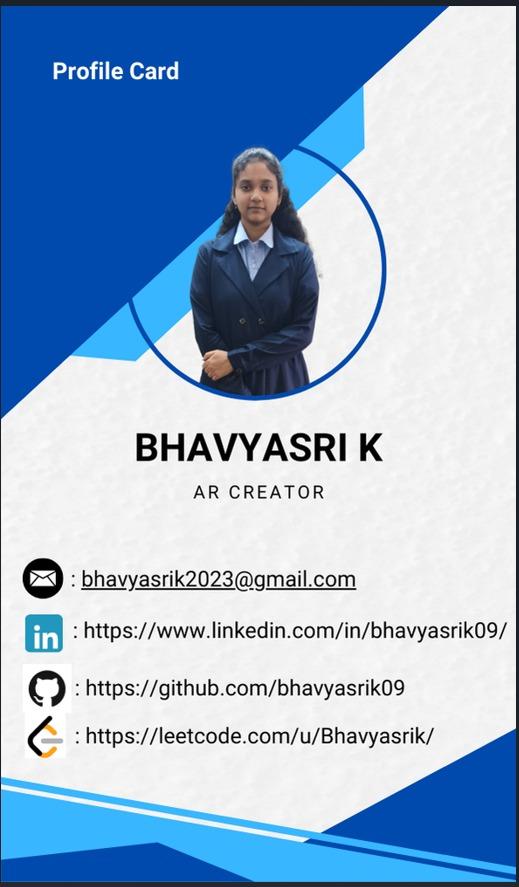 Profile Card
BHAVYASRI K
AR CREATOR
: bhavyasrik2023@gmail.com
in : https://www.linkedin.com/in/bhavyasrik09/
: https://github.com/bhavyasrik09
: https://leetcode.com/u/Bhavyasrik/